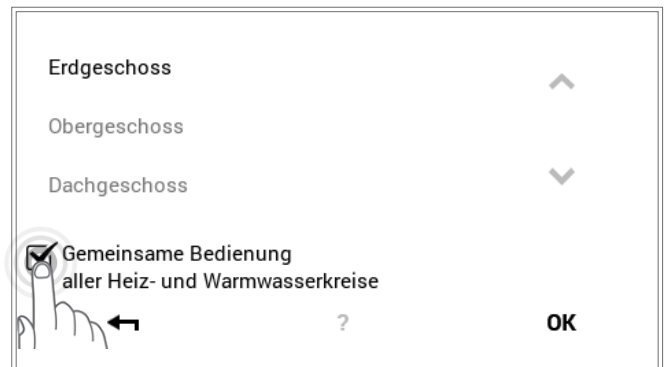 Erdgeschoss
Obergeschoss
Dachgeschoss
Gemeinsame Bedienung
aller Heiz- und Warmwasserkreise
? OK